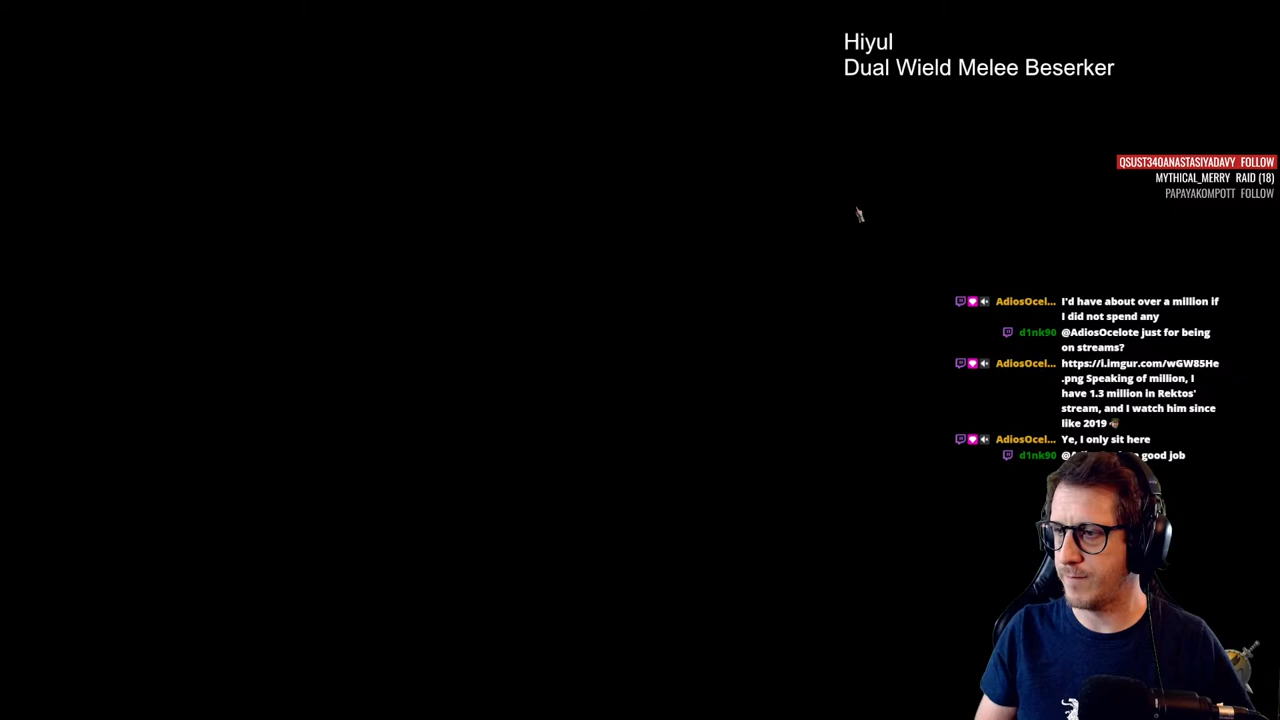 Hiyul
Dual Wield Melee Beserker
QSUST340ANASTASIYADAVY FOLLOW
MYTHICAL_MERRY RAID (18)
PAPAYAKOMPOTT FOLLOW
AdiosOcel... I'd have about over a million if
I did not spend any
d1nk90 @AdiosOcelote just for being
on streams?
AdiosOcel... https://i.imgur.com/wGW85He
.png Speaking of million, I
have 1.3 million in Rektos'
stream, and I watch him since
like 2019
AdiosOcel... Ye, I only sit here
d1nk90 good job